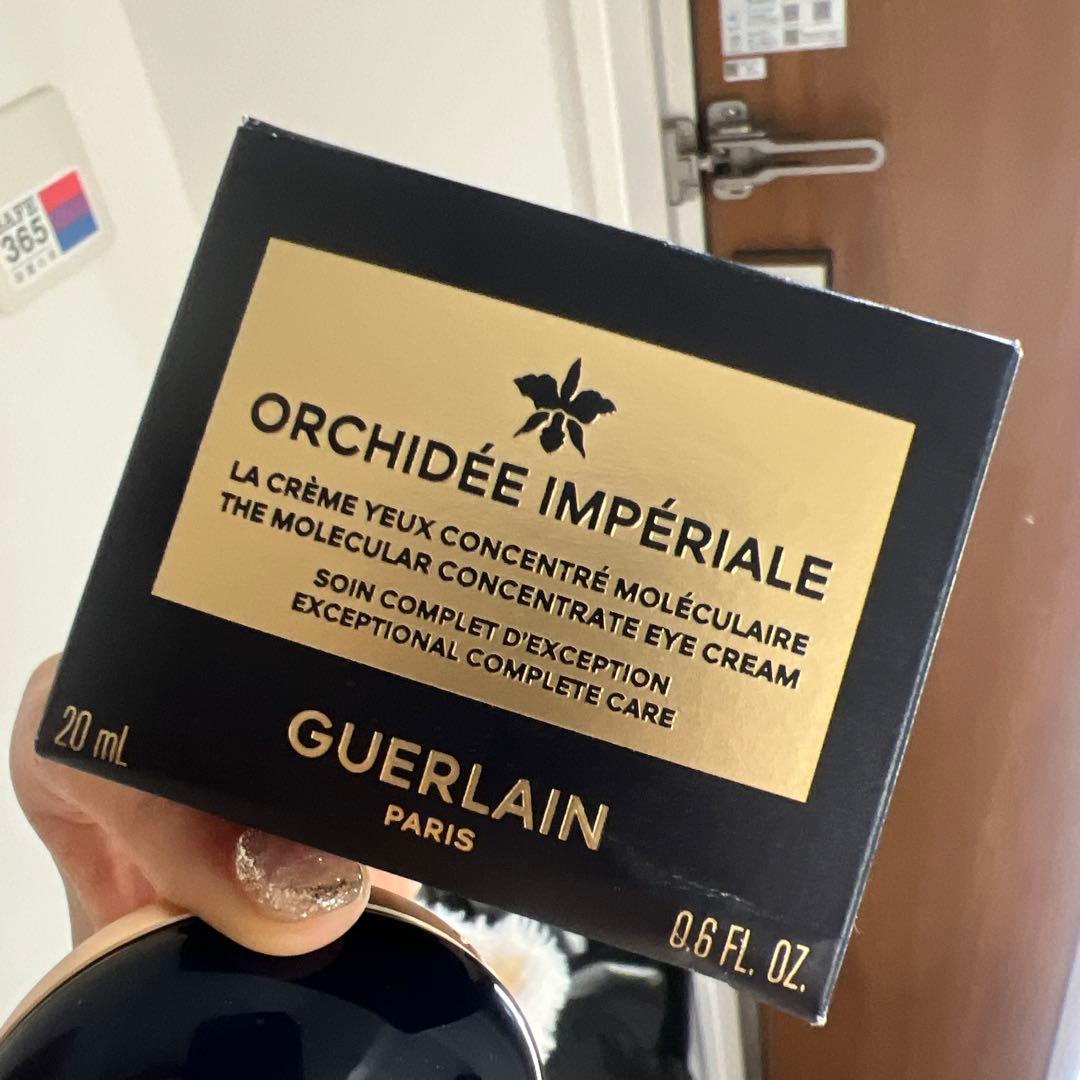 365
ORCHIDÉE IMPÉRIALE
LA CRÈME YEUX CONCENTRÉ MOLÉCULAIRE
THE MOLECULAR CONCENTRATE EYE CREAM
SOIN COMPLET D'EXCEPTION
EXCEPTIONAL COMPLETE CARE
20 mL
GUERLAIN
PARIS
0.6 FL. OZ.